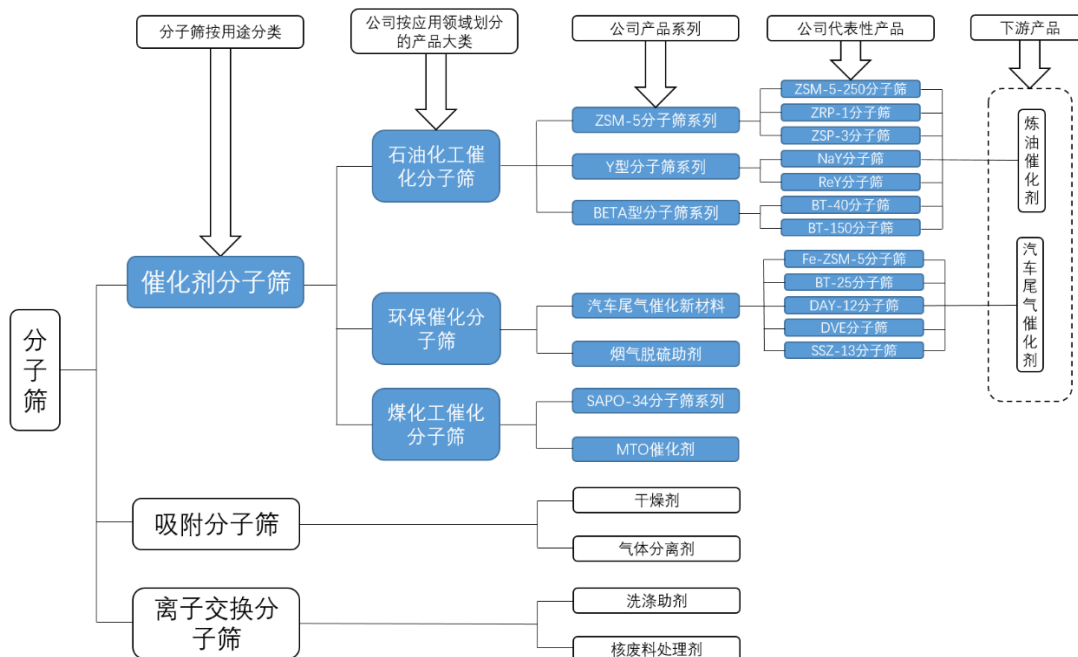 分子筛按用途分类
公司按应用领域划分
的产品大类
公司产品系列
公司代表性产品
下游产品
分子筛
催化剂分子筛
石油化工催
化分子筛
ZSM-5分子筛系列
Y型分子筛系列
BETA型分子筛系列
ZSM-5-250分子筛
ZRP-1分子筛
ZSP-3分子筛
NaY分子筛
ReY分子筛
BT-40分子筛
BT-150分子筛
炼油催化剂
环保催化分
子筛
汽车尾气催化新材料
烟气脱硫助剂
Fe-ZSM-5分子筛
BT-25分子筛
DAY-12分子筛
DVE分子筛
SSZ-13分子筛
汽车尾气催化剂
煤化工催化
分子筛
SAPO-34分子筛系列
MTO催化剂
吸附分子筛
干燥剂
气体分离剂
离子交换分
子筛
洗涤助剂
核废料处理剂